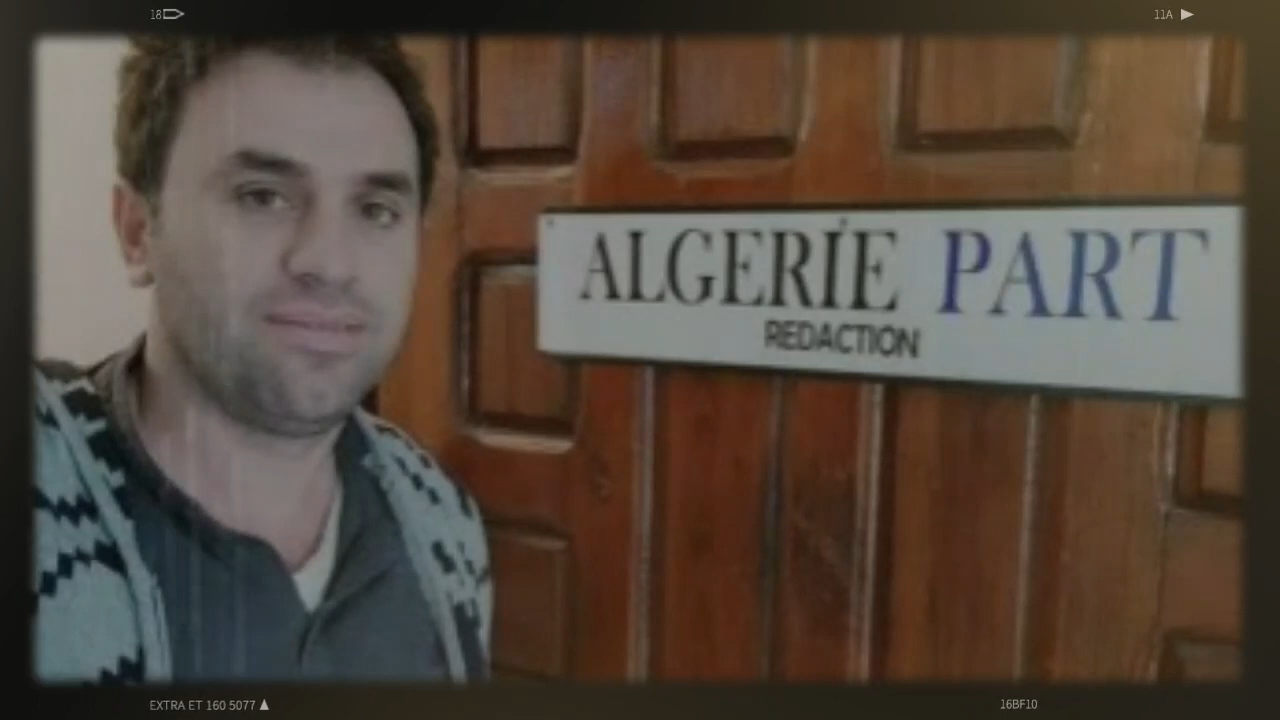 18
11A
ALGERIE PART
REDACTION
EXTRA ET 160 5077
16BF10